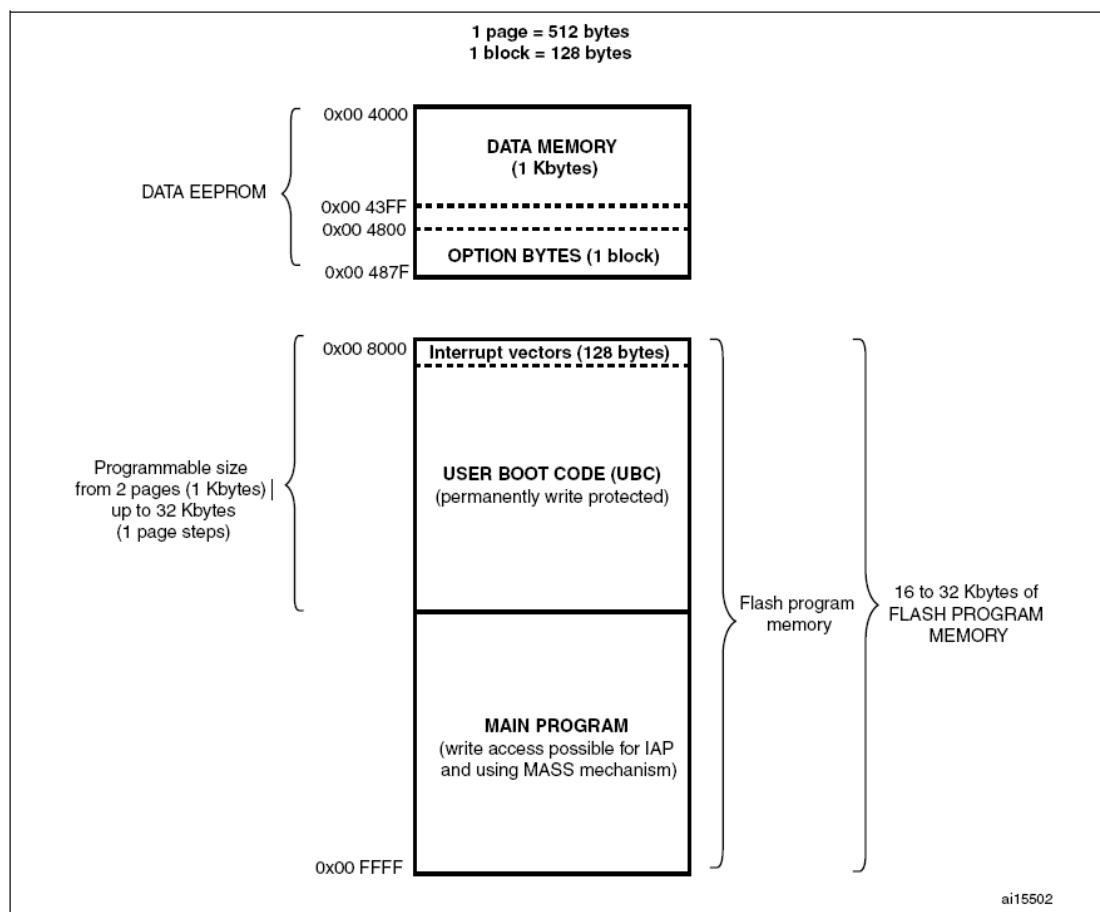 1 page = 512 bytes
1 block = 128 bytes
0x00 4000
DATA MEMORY
(1 Kbytes)
DATA EEPROM
0x00 43FF
0x00 4800
OPTION BYTES (1 block)
0x00 487F
0x00 8000
Interrupt vectors (128 bytes)
Programmable size
from 2 pages (1 Kbytes)
up to 32 Kbytes
(1 page steps)
USER BOOT CODE (UBC)
(permanently write protected)
Flash program
memory
16 to 32 Kbytes of
FLASH PROGRAM
MEMORY
MAIN PROGRAM
(write access possible for IAP
and using MASS mechanism)
0x00 FFFF
ai15502